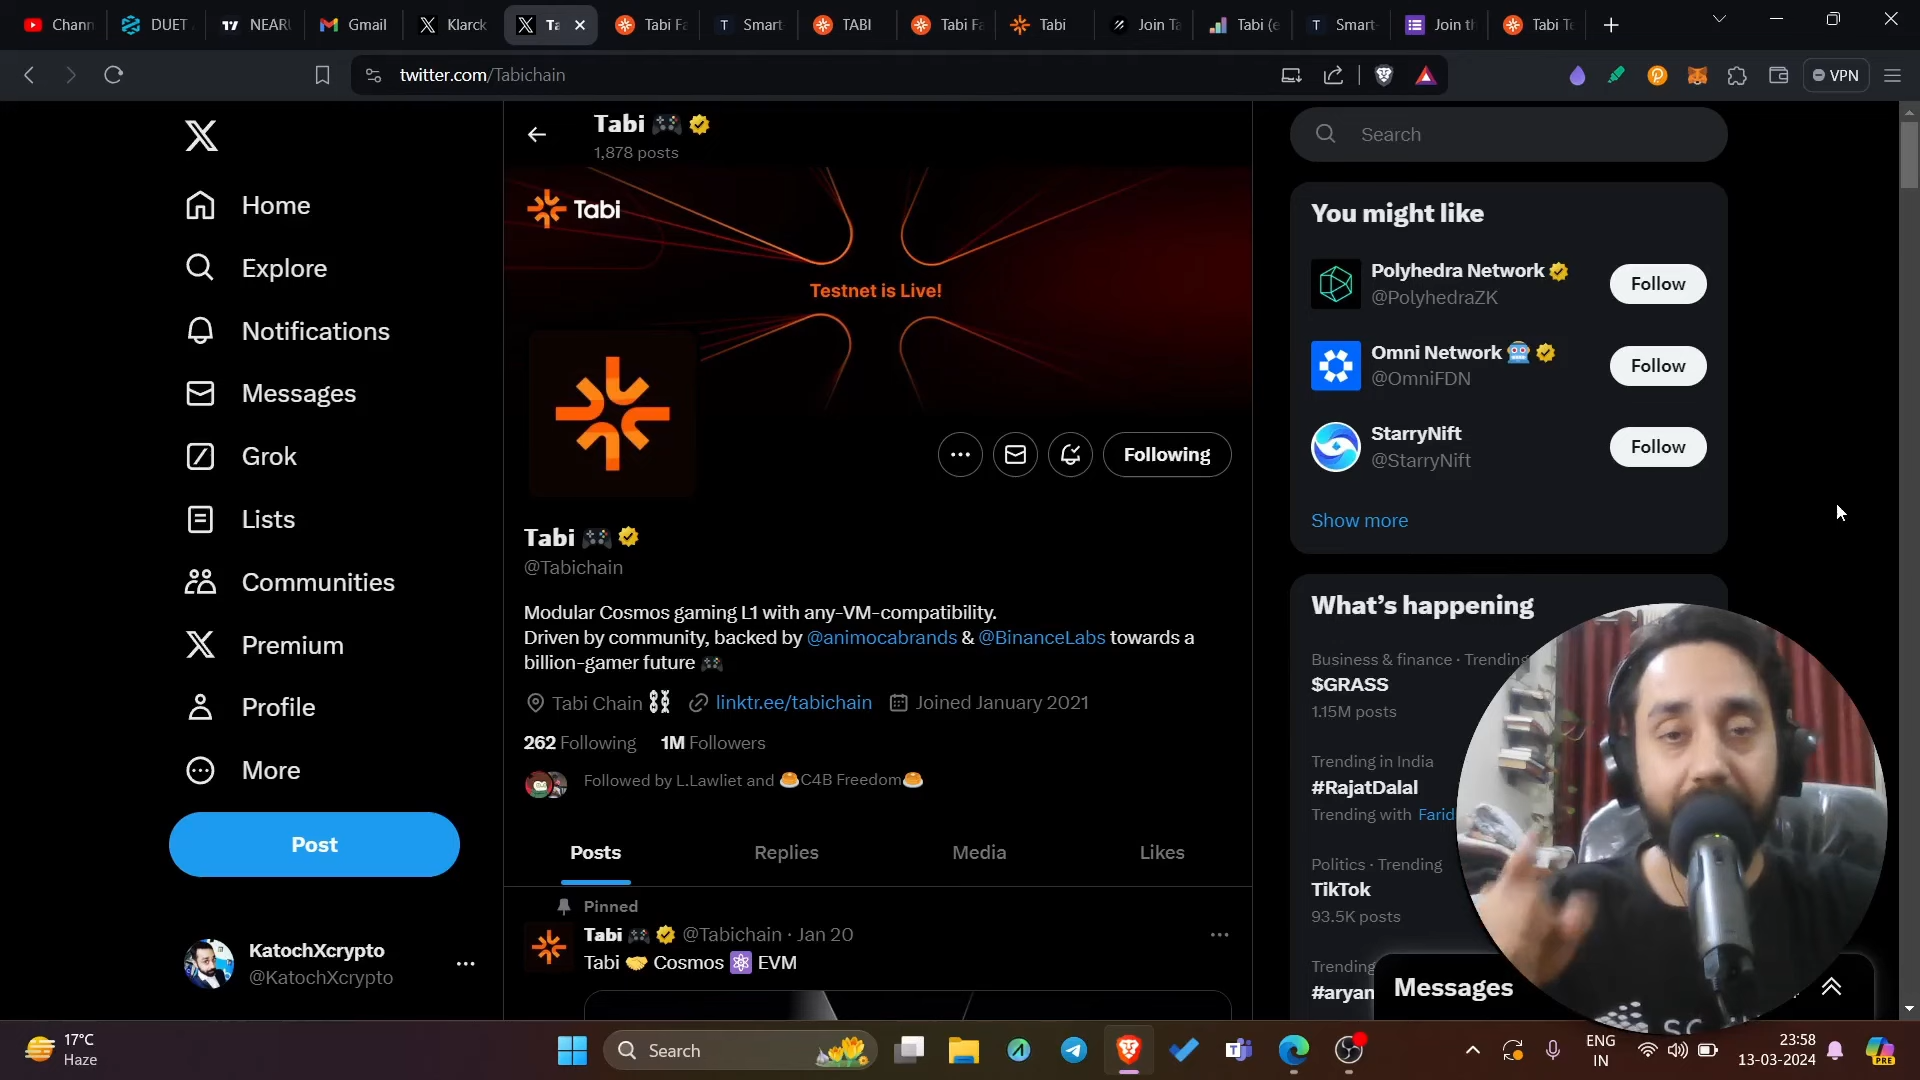 Chann
DUET
NEARU
Gmail
Klarck
Ta
Tabi Fa
Smart-
TABI
Tabi Fa
Tabi
Join Ta
Tabi (e
Smart-
Join th
Tabi Te
twitter.com/Tabichain
VPN
Tabi
1,878 posts
Search
Tabi
Testnet is Live!
Home
Explore
Notifications
Messages
Grok
Lists
Communities
Premium
Profile
More
Post
KatochXcrypto
@KatochXcrypto
Following
Tabi
@Tabichain
Modular Cosmos gaming L1 with any-VM-compatibility.
Driven by community, backed by @animocabrands & @BinanceLabs towards a
billion-gamer future
Tabi Chain
linktr.ee/tabichain
Joined January 2021
262 Following 1M Followers
Followed by L.Lawliet and C4B Freedom
Posts Replies Media Likes
Pinned
Tabi @Tabichain · Jan 20
Tabi Cosmos EVM
You might like
Polyhedra Network
@PolyhedraZK
Follow
Omni Network
@OmniFDN
Follow
StarryNift
@StarryNift
Follow
Show more
What's happening
Business & finance · Trending
$GRASS
1.15M posts
Trending in India
#RajatDalal
Trending with Farid
Politics · Trending
TikTok
93.5K posts
Trending
#aryan
Messages
17°C
Haze
Search
ENG
IN
23:58
13-03-2024
PRE